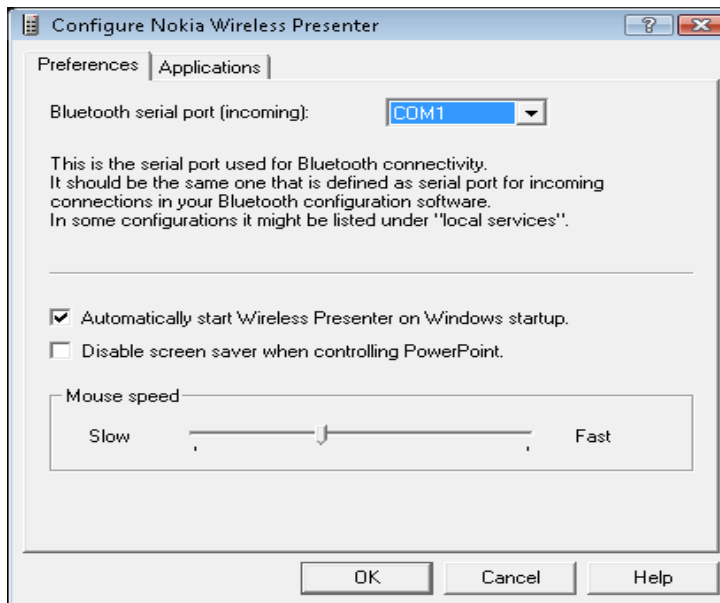 Configure Nokia Wireless Presenter
Preferences
Applications
Bluetooth serial port (incoming):
COM1
This is the serial port used for Bluetooth connectivity.
It should be the same one that is defined as serial port for incoming
connections in your Bluetooth configuration software.
In some configurations it might be listed under "local services".
Automatically start Wireless Presenter on Windows startup.
Disable screen saver when controlling PowerPoint.
Mouse speed
Slow
Fast
OK
Cancel
Help